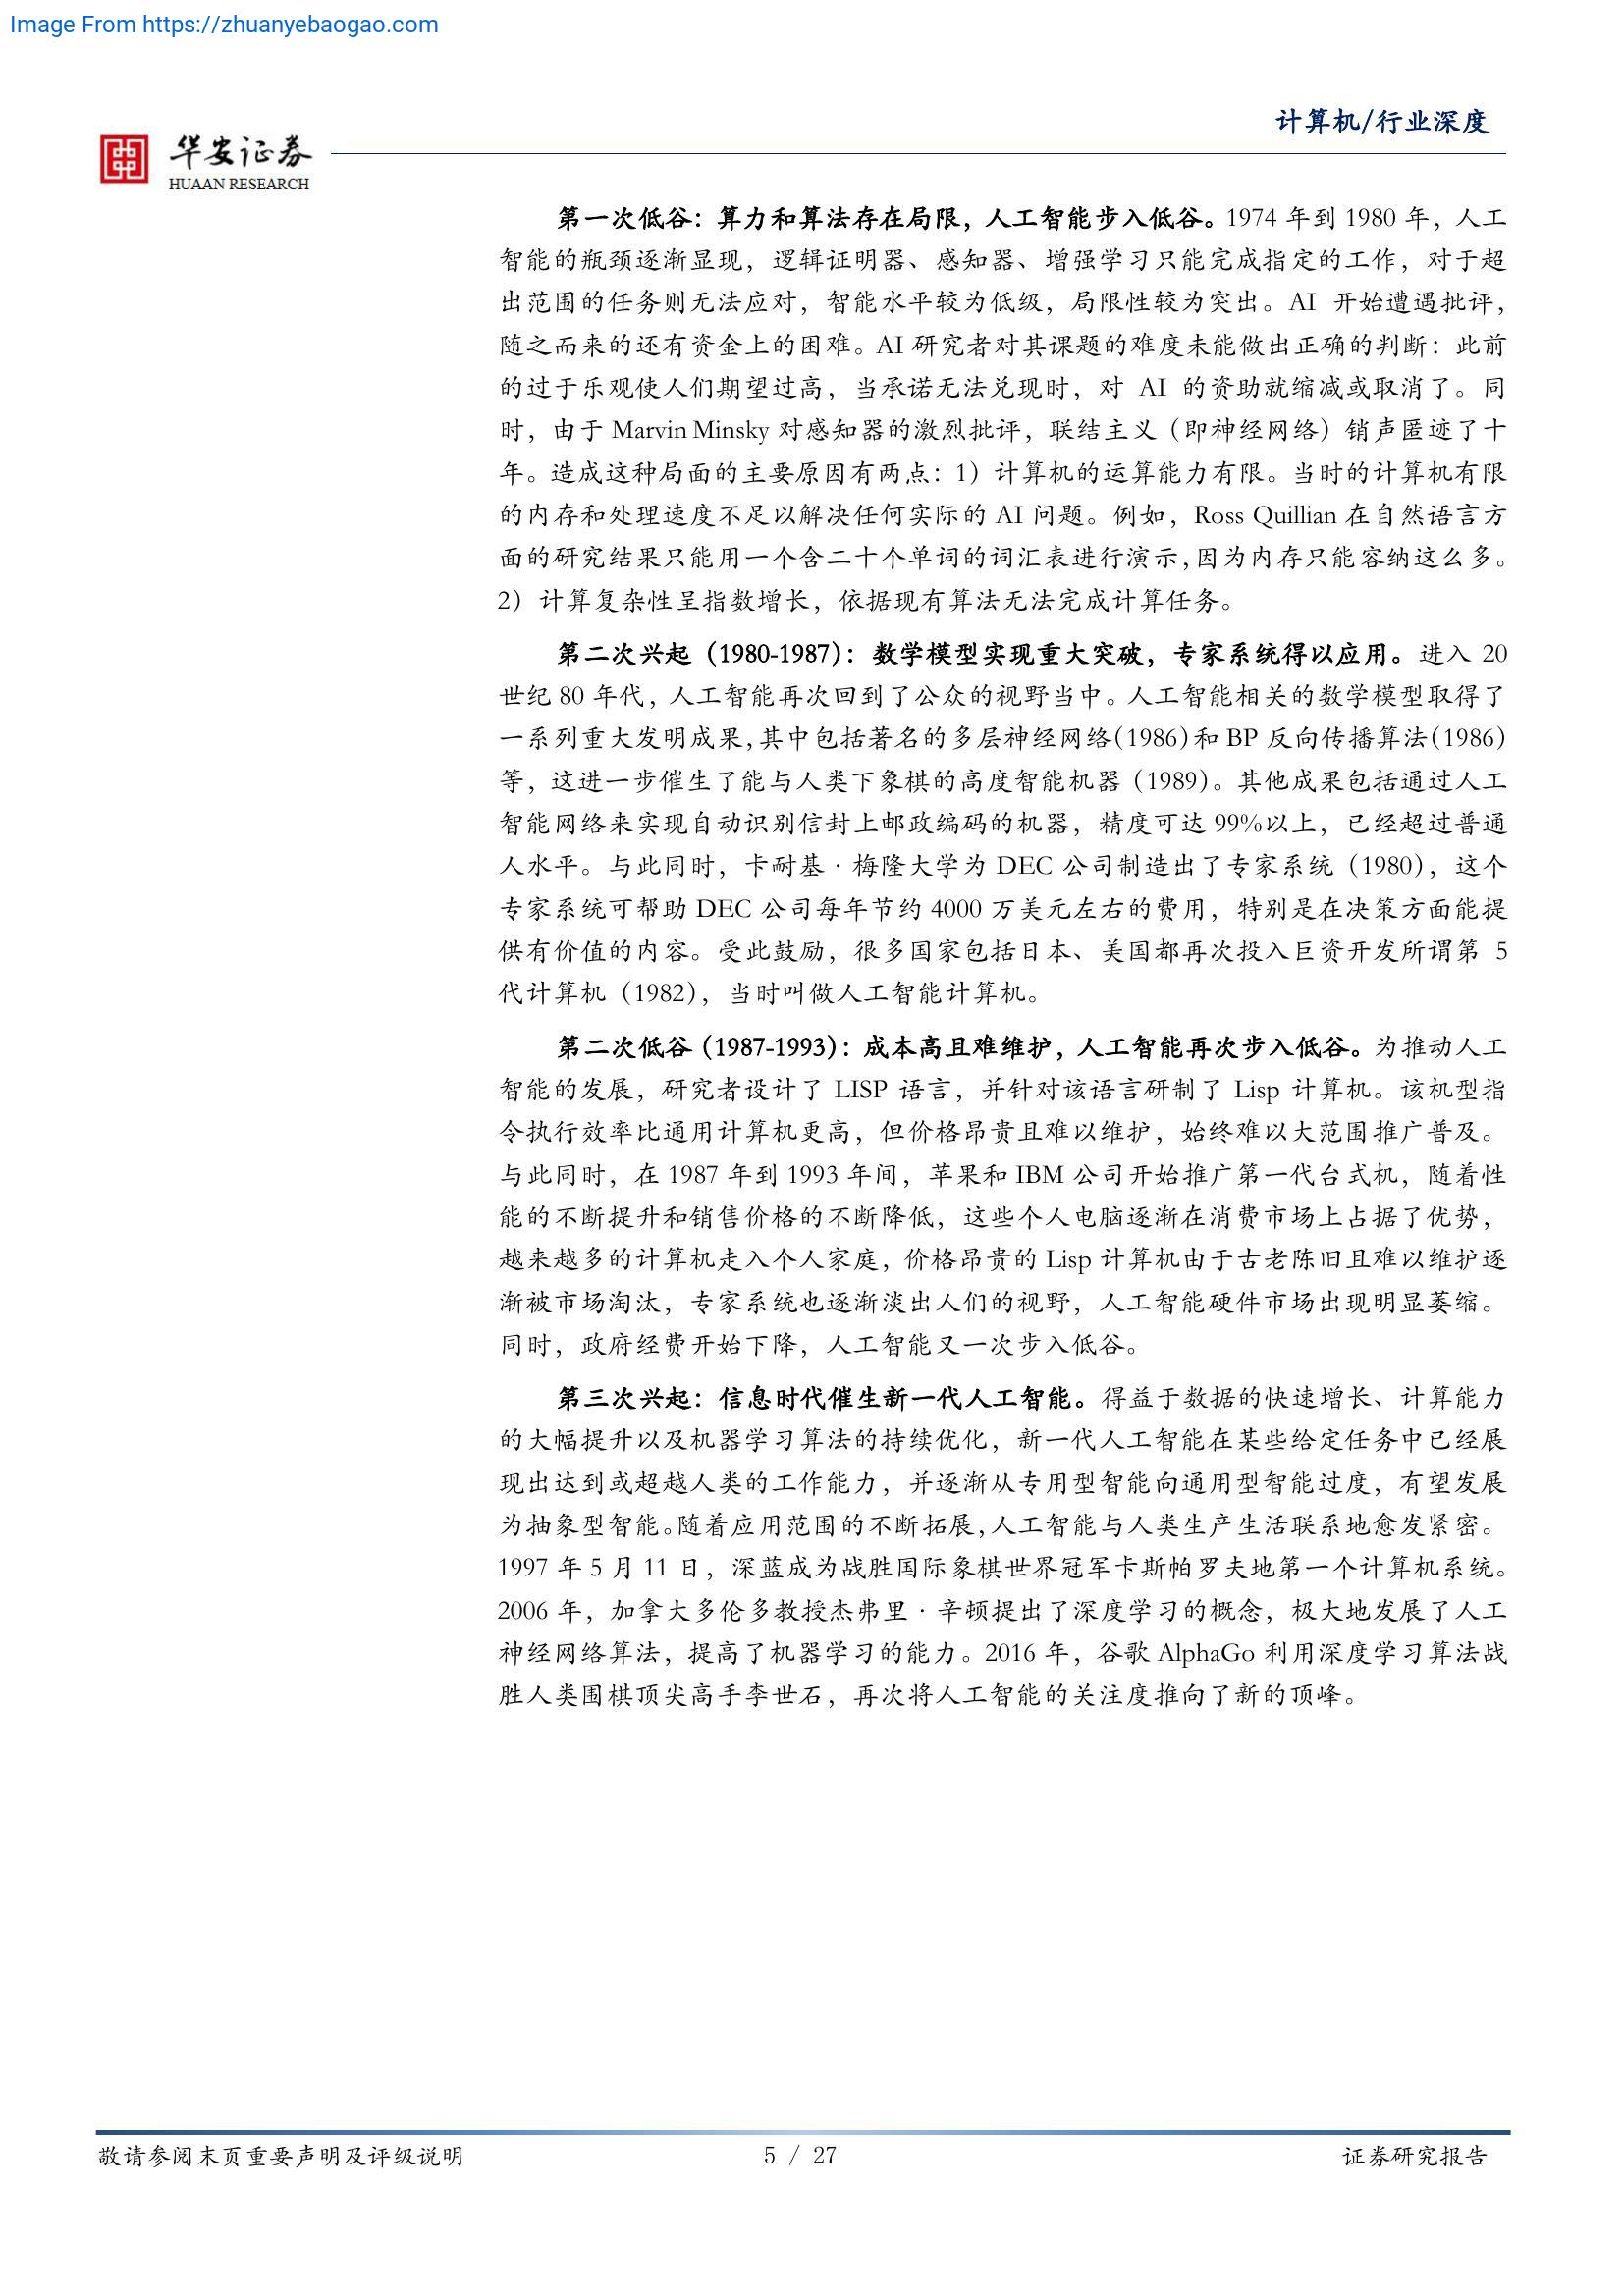 Image From https://zhuanyebaogao.com
计算机/行业深度
华安证券
HUAAN RESEARCH
第一次低谷：算力和算法存在局限，人工智能步入低谷。1974 年到 1980 年，人工
智能的瓶颈逐渐显现，逻辑证明器、感知器、增强学习只能完成指定的工作，对于超
出范围的任务则无法应对，智能水平较为低级，局限性较为突出。AI 开始遭遇批评，
随之而来的还有资金上的困难。AI 研究者对其课题的难度未能做出正确的判断：此前
的过于乐观使人们期望过高，当承诺无法兑现时，对 AI 的资助就缩减或取消了。同
时，由于 Marvin Minsky 对感知器的激烈批评，联结主义（即神经网络）销声匿迹了十
年。造成这种局面的主要原因有两点：1）计算机的运算能力有限。当时的计算机有限
的内存和处理速度不足以解决任何实际的 AI 问题。例如，Ross Quillian 在自然语言方
面的研究结果只能用一个含二十个单词的词汇表进行演示，因为内存只能容纳这么多。
2）计算复杂性呈指数增长，依据现有算法无法完成计算任务。
第二次兴起（1980-1987）：数学模型实现重大突破，专家系统得以应用。进入 20
世纪 80 年代，人工智能再次回到了公众的视野当中。人工智能相关的数学模型取得了
一系列重大发明成果，其中包括著名的多层神经网络（1986）和 BP 反向传播算法（1986）
等，这进一步催生了能与人类下象棋的高度智能机器（1989）。其他成果包括通过人工
智能网络来实现自动识别信封上邮政编码的机器，精度可达 99%以上，已经超过普通
人水平。与此同时，卡耐基·梅隆大学为 DEC 公司制造出了专家系统（1980），这个
专家系统可帮助 DEC 公司每年节约 4000 万美元左右的费用，特别是在决策方面能提
供有价值的内容。受此鼓励，很多国家包括日本、美国都再次投入巨资开发所谓第 5
代计算机（1982），当时叫做人工智能计算机。
第二次低谷（1987-1993）：成本高且难维护，人工智能再次步入低谷。为推动人工
智能的发展，研究者设计了 LISP 语言，并针对该语言研制了 Lisp 计算机。该机型指
令执行效率比通用计算机更高，但价格昂贵且难以维护，始终难以大范围推广普及。
与此同时，在 1987 年到 1993 年间，苹果和 IBM 公司开始推广第一代台式机，随着性
能的不断提升和销售价格的不断降低，这些个人电脑逐渐在消费市场上占据了优势，
越来越多的计算机走入个人家庭，价格昂贵的 Lisp 计算机由于古老陈旧且难以维护逐
渐被市场淘汰，专家系统也逐渐淡出人们的视野，人工智能硬件市场出现明显萎缩。
同时，政府经费开始下降，人工智能又一次步入低谷。
第三次兴起：信息时代催生新一代人工智能。得益于数据的快速增长、计算能力
的大幅提升以及机器学习算法的持续优化，新一代人工智能在某些给定任务中已经展
现出达到或超越人类的工作能力，并逐渐从专用型智能向通用型智能过度，有望发展
为抽象型智能。随着应用范围的不断拓展，人工智能与人类生产生活联系地愈发紧密。
1997 年 5 月 11 日，深蓝成为战胜国际象棋世界冠军卡斯帕罗夫地第一个计算机系统。
2006 年，加拿大多伦多教授杰弗里·辛顿提出了深度学习的概念，极大地发展了人工
神经网络算法，提高了机器学习的能力。2016 年，谷歌 AlphaGo 利用深度学习算法战
胜人类围棋顶尖高手李世石，再次将人工智能的关注度推向了新的顶峰。
敬请参阅末页重要声明及评级说明
5 / 27
证券研究报告